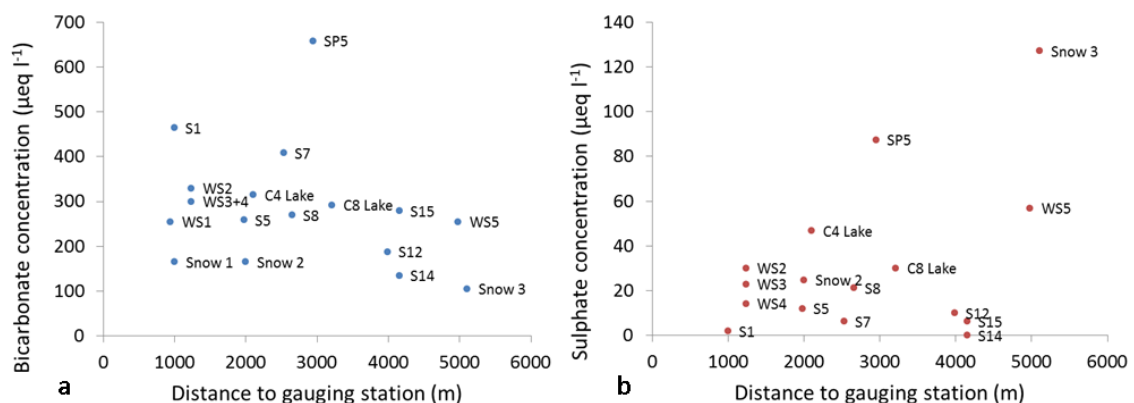 Bicarbonate concentration (µeq l-1)
700
600
500
400
300
200
100
0
SP5
S1
S7
WS2
C4 Lake
WS3+4
C8 Lake
S15
S8
WS1
S5
WS5
S12
Snow 1
Snow 2
S14
Snow 3
0 1000 2000 3000 4000 5000 6000
a
Distance to gauging station (m)
Sulphate concentration (µeq l-1)
140
120
100
80
60
40
20
0
Snow 3
SP5
WS5
C4 Lake
WS2
C8 Lake
Snow 2
WS3
S8
WS4
S5
S12
S7
S15
S1
S14
0 1000 2000 3000 4000 5000 6000
b
Distance to gauging station (m)